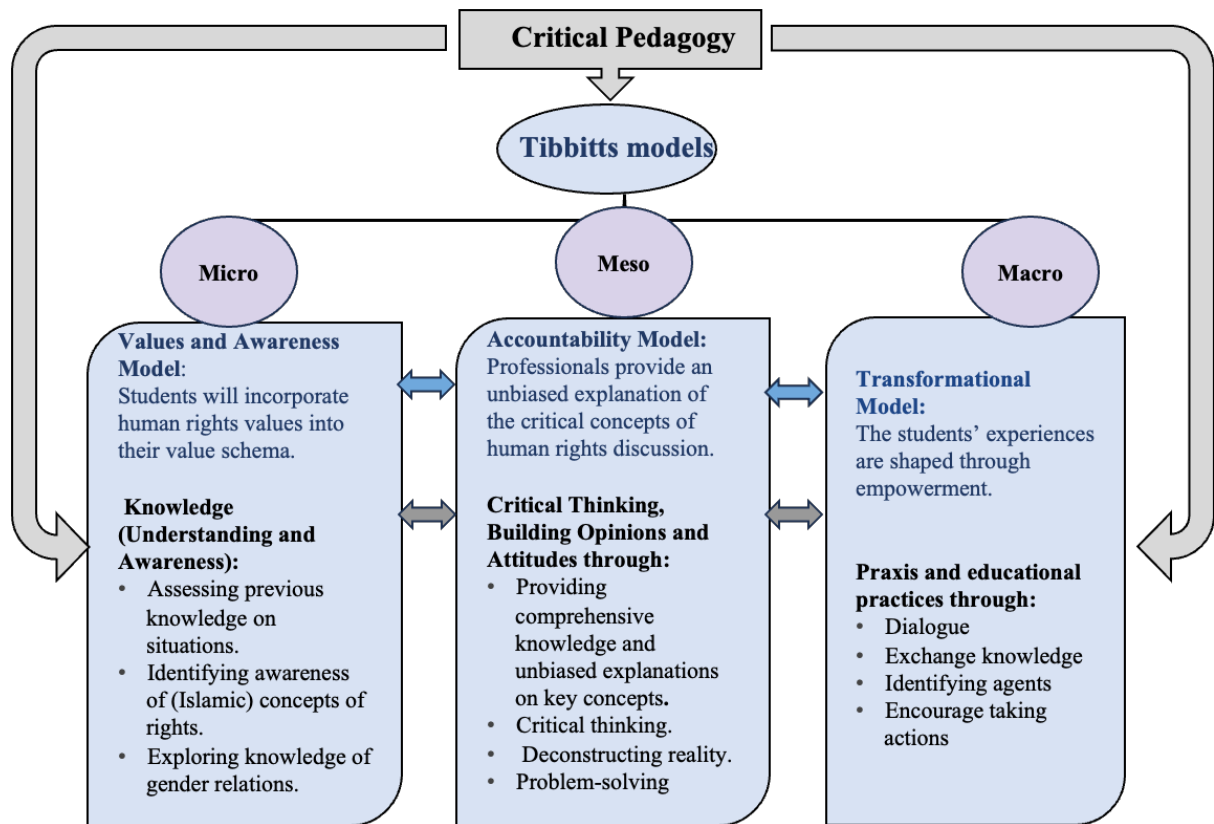 Critical Pedagogy
Tibbitts models
Micro
Meso
Macro
Values and Awareness
Model:
Students will incorporate
human rights values into
their value schema.
Knowledge
(Understanding and
Awareness):
• Assessing previous
knowledge on
situations.
• Identifying awareness
of (Islamic) concepts of
rights.
• Exploring knowledge of
gender relations.
Accountability Model:
Professionals provide an
unbiased explanation of
the critical concepts of
human rights discussion.
Critical Thinking,
Building Opinions and
Attitudes through:
• Providing
comprehensive
knowledge and
unbiased explanations
on key concepts.
• Critical thinking.
• Deconstructing reality.
• Problem-solving
Transformational
Model:
The students’ experiences
are shaped through
empowerment.
Praxis and educational
practices through:
• Dialogue
• Exchange knowledge
• Identifying agents
• Encourage taking
actions